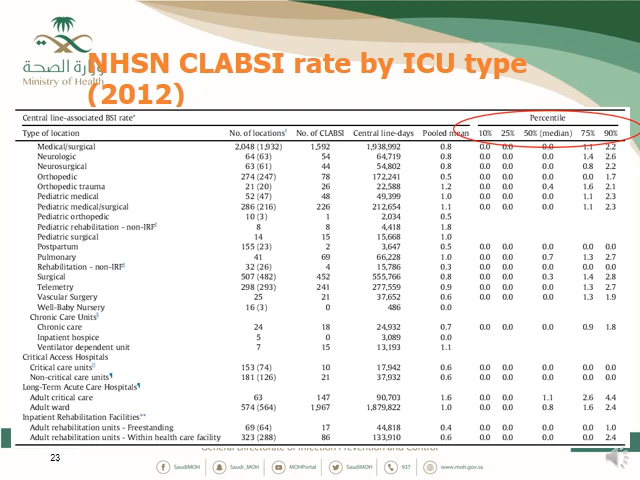 وزارة الصحة
Ministry of Health
NHSN CLABSI rate by ICU type
(2012)
Central line-associated BSI rate* Percentile
Type of location No. of locations† No. of CLABSI Central line-days Pooled mean 10% 25% 50% (median) 75% 90%
Medical/surgical 2,048 (1,932) 1,592 1,938,992 0.8 0.0 0.0 0.0 1.1 2.2
Neurologic 64 (63) 54 64,719 0.8 0.0 0.0 0.0 1.4 2.6
Neurosurgical 63 (61) 44 54,802 0.8 0.0 0.0 0.0 0.8 2.2
Orthopedic 274 (247) 78 172,241 0.5 0.0 0.0 0.0 0.0 1.7
Orthopedic trauma 21 (20) 26 22,588 1.2 0.0 0.0 0.4 1.6 2.1
Pediatric medical 52 (47) 48 49,399 1.0 0.0 0.0 0.0 1.1 2.3
Pediatric medical/surgical 286 (216) 226 212,654 1.1 0.0 0.0 0.0 1.1 2.3
Pediatric orthopedic 10 (3) 1 2,034 0.5
Pediatric rehabilitation - non-IRF‡ 8 8 4,418 1.8
Pediatric surgical 14 15 15,668 1.0
Postpartum 155 (23) 2 3,647 0.5 0.0 0.0 0.0 0.0 0.0
Pulmonary 41 69 66,228 1.0 0.0 0.0 0.7 1.3 2.7
Rehabilitation - non-IRF‡ 32 (26) 4 15,786 0.3 0.0 0.0 0.0 0.0 0.0
Surgical 507 (482) 452 555,766 0.8 0.0 0.0 0.3 1.4 2.8
Telemetry 298 (293) 241 277,559 0.9 0.0 0.0 0.0 1.3 2.7
Vascular Surgery 25 21 37,652 0.6 0.0 0.0 0.0 1.3 1.9
Well-Baby Nursery 16 (3) 0 486 0.0
Chronic Care Units§
Chronic care 24 18 24,932 0.7 0.0 0.0 0.0 0.9 1.8
Inpatient hospice 5 0 3,089 0.0
Ventilator dependent unit 7 15 13,193 1.1
Critical Access Hospitals
Critical care units|| 153 (74) 10 17,942 0.6 0.0 0.0 0.0 0.0 0.0
Non-critical care units¶ 181 (126) 21 37,932 0.6 0.0 0.0 0.0 0.0 0.0
Long-Term Acute Care Hospitals¶
Adult critical care 63 147 90,703 1.6 0.0 0.0 1.1 2.6 4.4
Adult ward 574 (564) 1,967 1,879,822 1.0 0.0 0.0 0.8 1.6 2.4
Inpatient Rehabilitation Facilities**
Adult rehabilitation units - Freestanding 69 (64) 17 44,818 0.4 0.0 0.0 0.0 0.0 1.0
Adult rehabilitation units - Within health care facility 323 (288) 86 133,910 0.6 0.0 0.0 0.0 0.0 2.4
General Directorate of Infection Prevention and Control
23
SaudiMOH Saudi_MOH MOHPortal SaudiMOH 937 www.moh.gov.sa